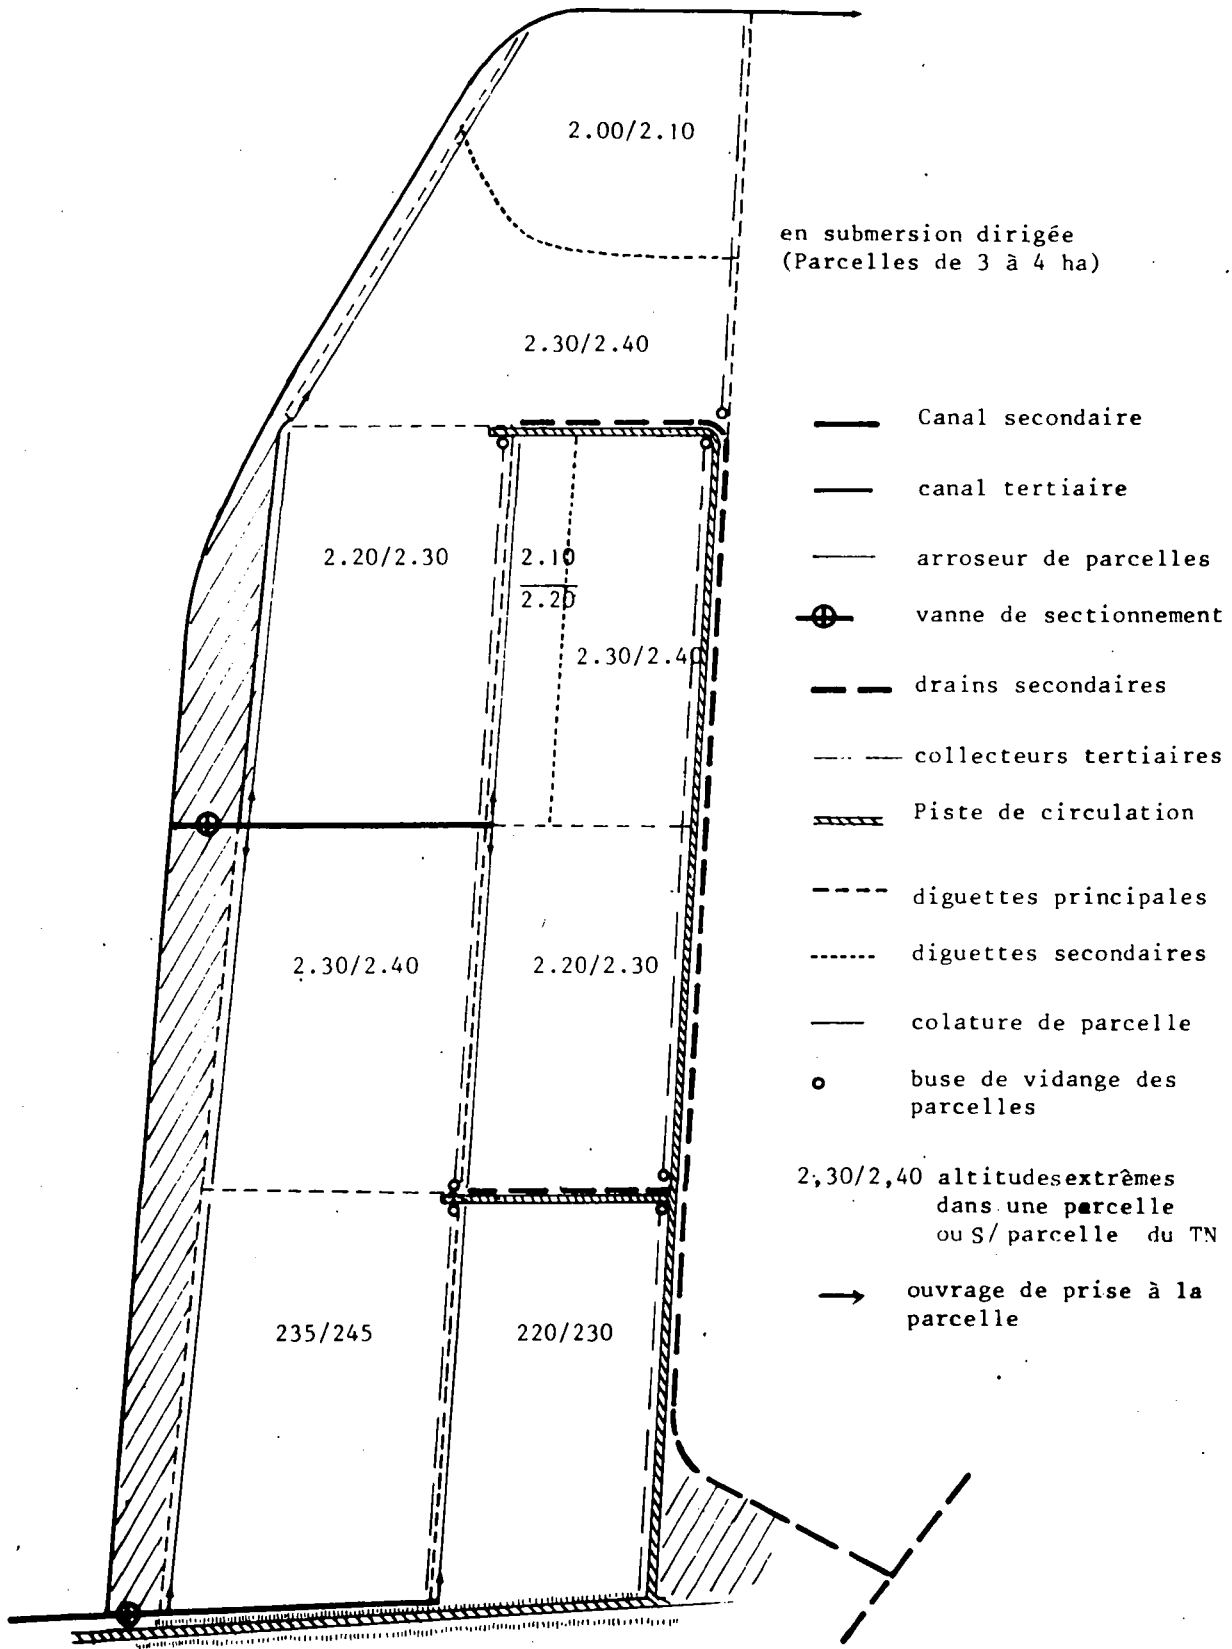 2.00/2.10
en submersion dirigée
(Parcelles de 3 à 4 ha)
2.30/2.40
Canal secondaire
canal tertiaire
arroseur de parcelles
vanne de sectionnement
drains secondaires
collecteurs tertiaires
Piste de circulation
diguettes principales
diguettes secondaires
colature de parcelle
buse de vidange des
parcelles
2,30/2,40 altitudes extrêmes
dans une parcelle
ou S/ parcelle du TN
ouvrage de prise à la
parcelle
2.20/2.30
2.10
2.20
2.30/2.40
2.30/2.40
2.20/2.30
235/245
220/230